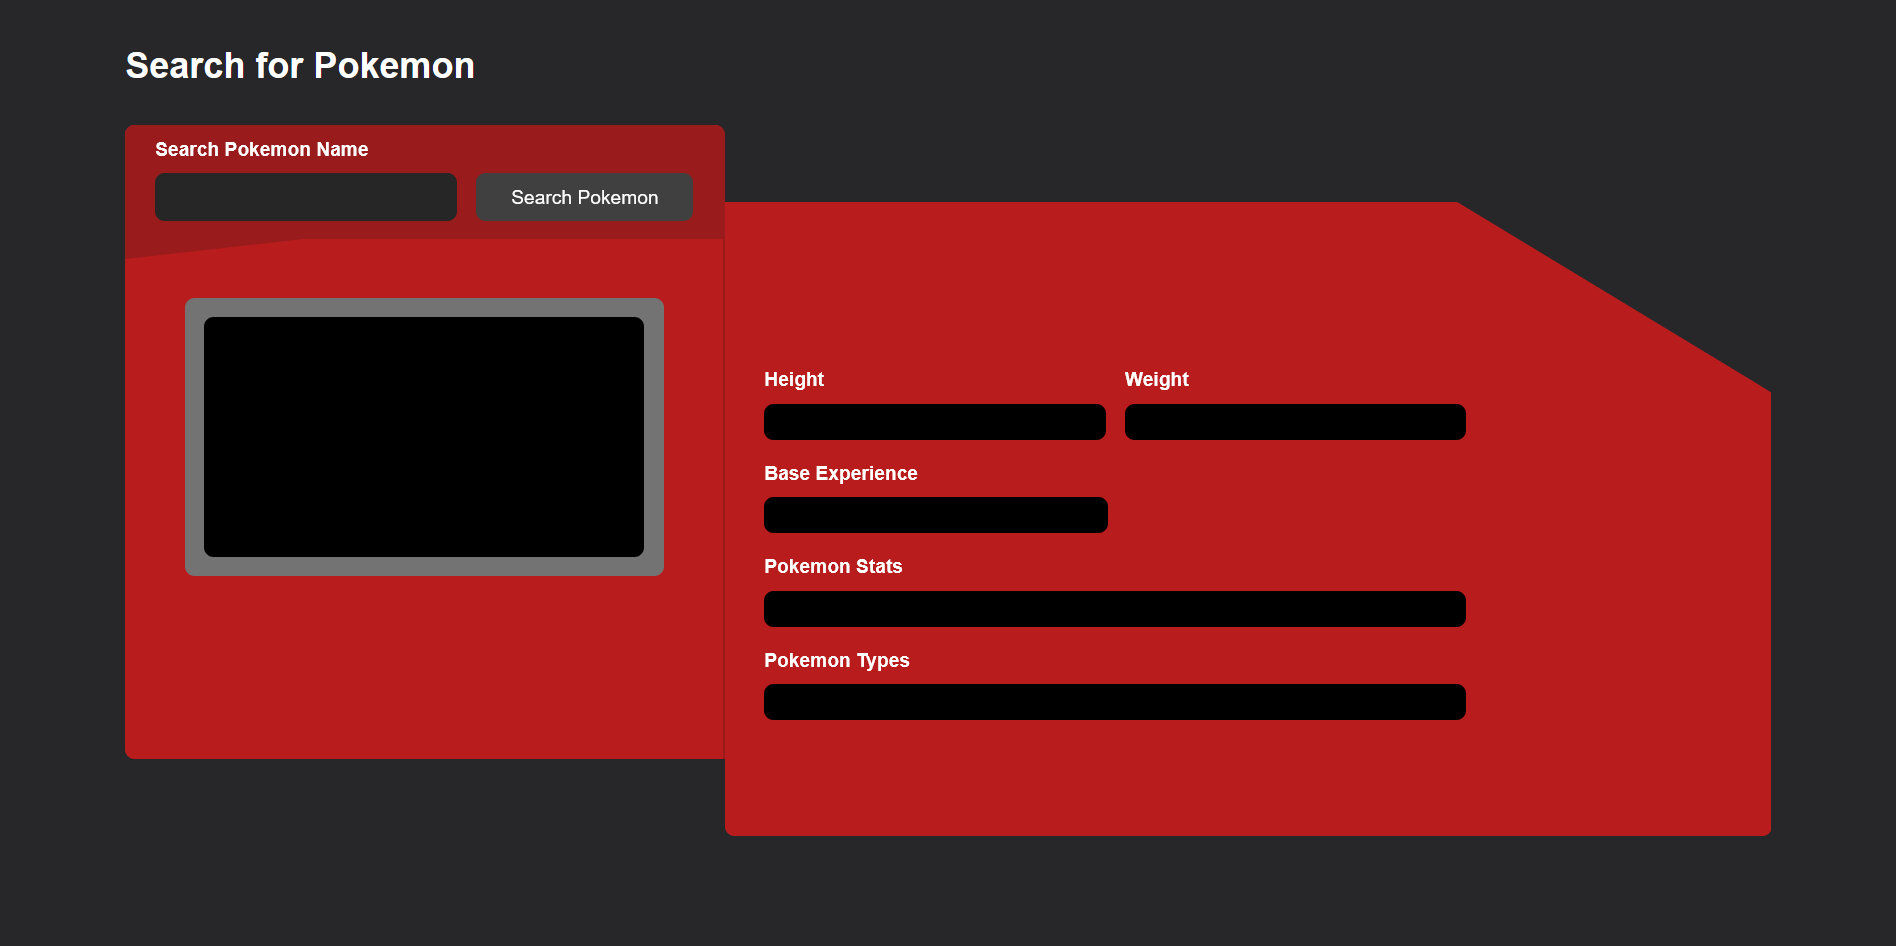 Search for Pokemon
Search Pokemon Name
Search Pokemon
Height
Weight
Base Experience
Pokemon Stats
Pokemon Types